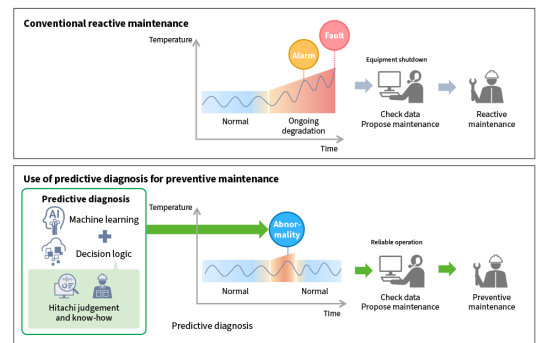 Conventional reactive maintenance
Temperature
Fault
Alarm
Normal
Ongoing
degradation
Time
Equipment shutdown
Check data
Propose maintenance
Reactive
maintenance
Use of predictive diagnosis for preventive maintenance
Predictive diagnosis
AI
Machine learning
Decision logic
Hitachi judgement
and know-how
Temperature
Abnor-
mality
Normal
Normal
Time
Predictive diagnosis
Reliable operation
Check data
Propose maintenance
Preventive
maintenance